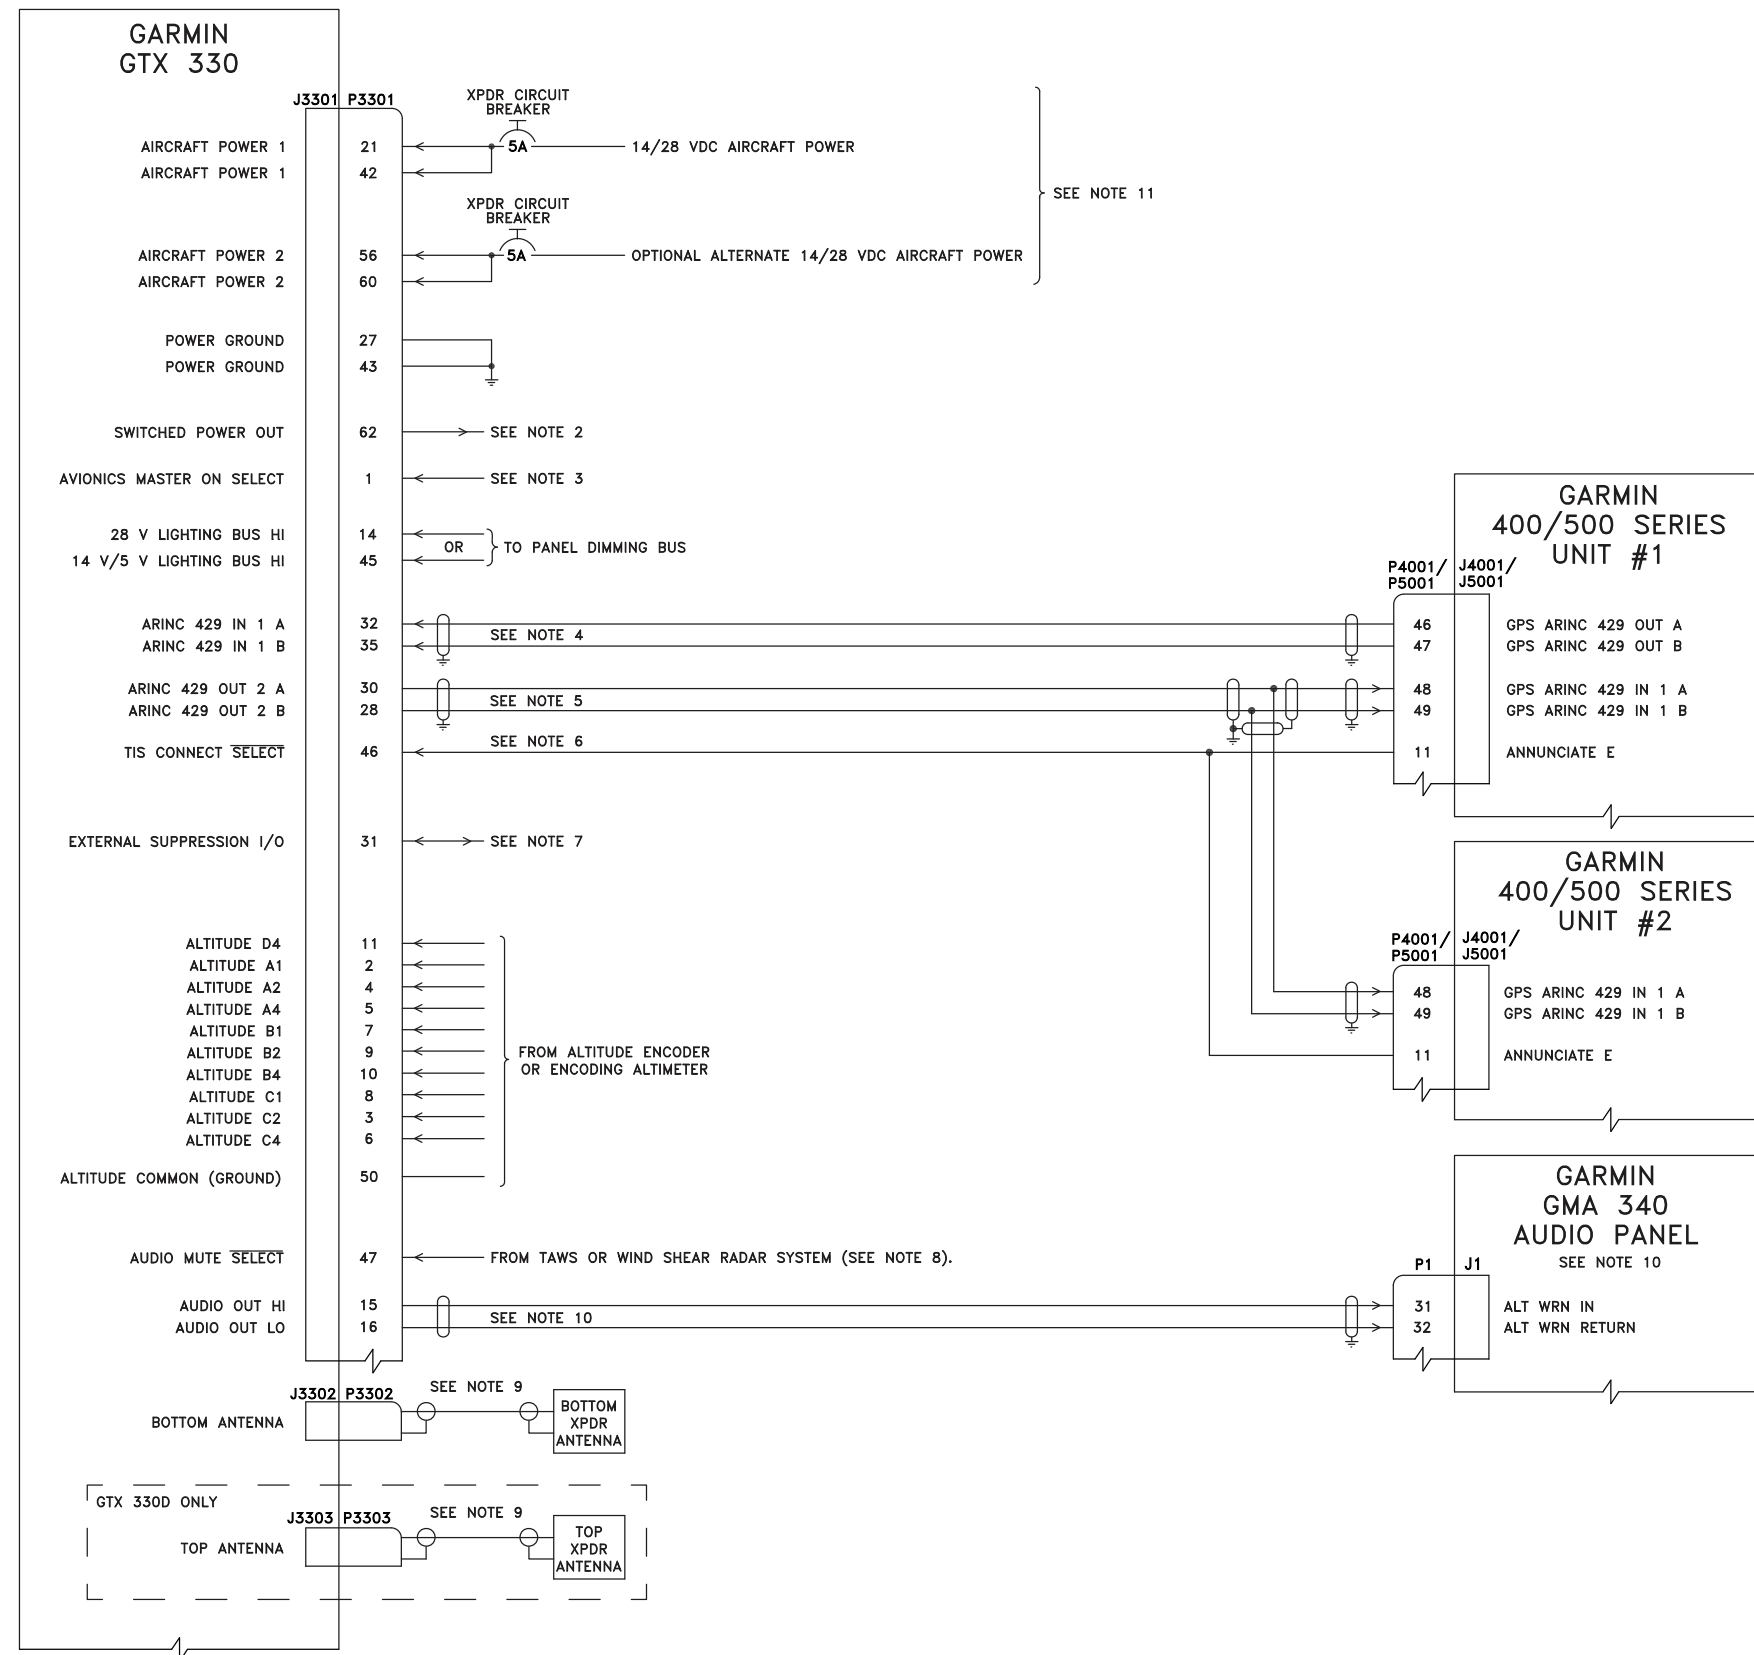 GARMIN
GTX 330
J3301 P3301
XPDR CIRCUIT
BREAKER
AIRCRAFT POWER 1 21 5A 14/28 VDC AIRCRAFT POWER
AIRCRAFT POWER 1 42
SEE NOTE 11
XPDR CIRCUIT
BREAKER
AIRCRAFT POWER 2 56 5A OPTIONAL ALTERNATE 14/28 VDC AIRCRAFT POWER
AIRCRAFT POWER 2 60
POWER GROUND 27
POWER GROUND 43
SWITCHED POWER OUT 62 SEE NOTE 2
AVIONICS MASTER ON SELECT 1 SEE NOTE 3
28 V LIGHTING BUS HI 14
OR TO PANEL DIMMING BUS
14 V/5 V LIGHTING BUS HI 45
GARMIN
400/500 SERIES
UNIT #1
P4001/ J4001/
P5001 J5001
ARINC 429 IN 1 A 32 46 GPS ARINC 429 OUT A
SEE NOTE 4
ARINC 429 IN 1 B 35 47 GPS ARINC 429 OUT B
ARINC 429 OUT 2 A 30 48 GPS ARINC 429 IN 1 A
SEE NOTE 5
ARINC 429 OUT 2 B 28 49 GPS ARINC 429 IN 1 B
SEE NOTE 6
TIS CONNECT SELECT 46 11 ANNUNCIATE E
EXTERNAL SUPPRESSION I/O 31 SEE NOTE 7
GARMIN
400/500 SERIES
UNIT #2
P4001/ J4001/
P5001 J5001
ALTITUDE D4 11
ALTITUDE A1 2
ALTITUDE A2 4 48 GPS ARINC 429 IN 1 A
ALTITUDE A4 5 49 GPS ARINC 429 IN 1 B
ALTITUDE B1 7
ALTITUDE B2 9 FROM ALTITUDE ENCODER 11 ANNUNCIATE E
OR ENCODING ALTIMETER
ALTITUDE B4 10
ALTITUDE C1 8
ALTITUDE C2 3
ALTITUDE C4 6
ALTITUDE COMMON (GROUND) 50
GARMIN
GMA 340
AUDIO PANEL
SEE NOTE 10
P1 J1
AUDIO MUTE SELECT 47 FROM TAWS OR WIND SHEAR RADAR SYSTEM (SEE NOTE 8).
AUDIO OUT HI 15 31 ALT WRN IN
SEE NOTE 10
AUDIO OUT LO 16 32 ALT WRN RETURN
J3302 P3302 SEE NOTE 9
BOTTOM ANTENNA
BOTTOM
XPDR
ANTENNA
GTX 330D ONLY
J3303 P3303 SEE NOTE 9
TOP ANTENNA
TOP
XPDR
ANTENNA